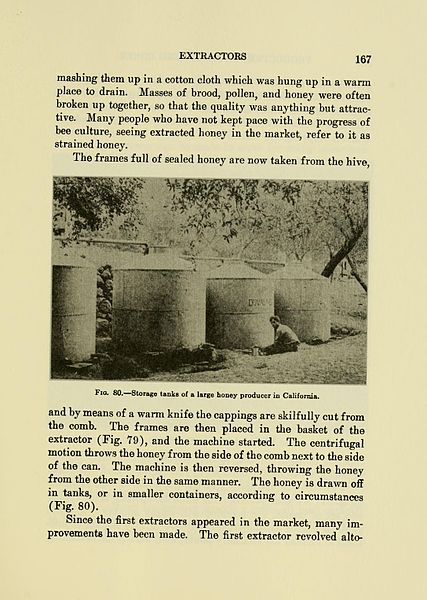 EXTRACTORS 167
mashing them up in a cotton cloth which was hung up in a warm
place to drain. Masses of brood, pollen, and honey were often
broken up together, so that the quality was anything but attrac-
tive. Many people who have not kept pace with the progress of
bee culture, seeing extracted honey in the market, refer to it as
strained honey.
The frames full of sealed honey are now taken from the hive,
Fig. 80.—Storage tanks of a large honey producer in California.
and by means of a warm knife the cappings are skilfully cut from
the comb. The frames are then placed in the basket of the
extractor (Fig. 79), and the machine started. The centrifugal
motion throws the honey from the side of the comb next to the side
of the can. The machine is then reversed, throwing the honey
from the other side in the same manner. The honey is drawn off
in tanks, or in smaller containers, according to circumstances
(Fig. 80).
Since the first extractors appeared in the market, many im-
provements have been made. The first extractor revolved alto-